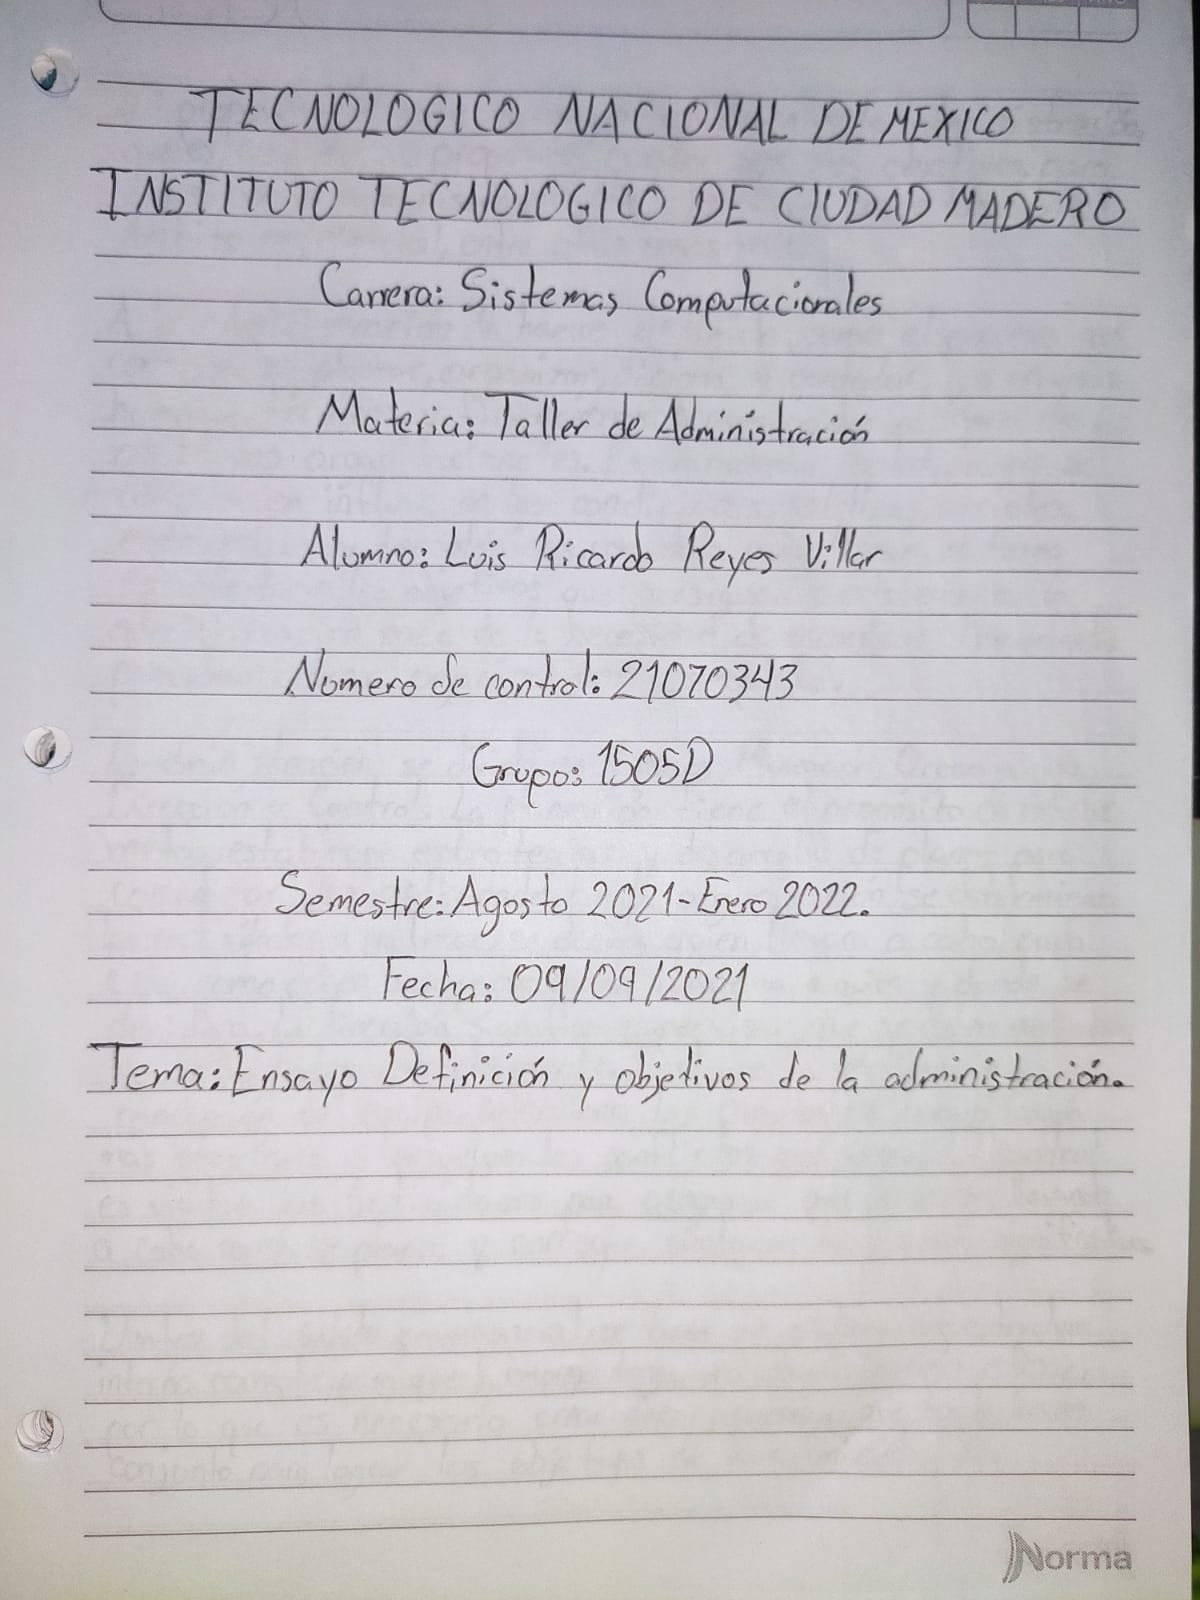 TECNOLOGICO NACIONAL DE MEXICO
INSTITUTO TECNOLOGICO DE CIUDAD MADERO
Carrera: Sistemas Computacionales
Materia: Taller de Administración
Alumno: Luis Ricardo Reyes Villar
Numero de control: 21070343
Grupo: 1505D
Semestre: Agosto 2021-Enero 2022.
Fecha: 09/09/2021
Tema: Ensayo Definición y objetivos de la administración.
Norma